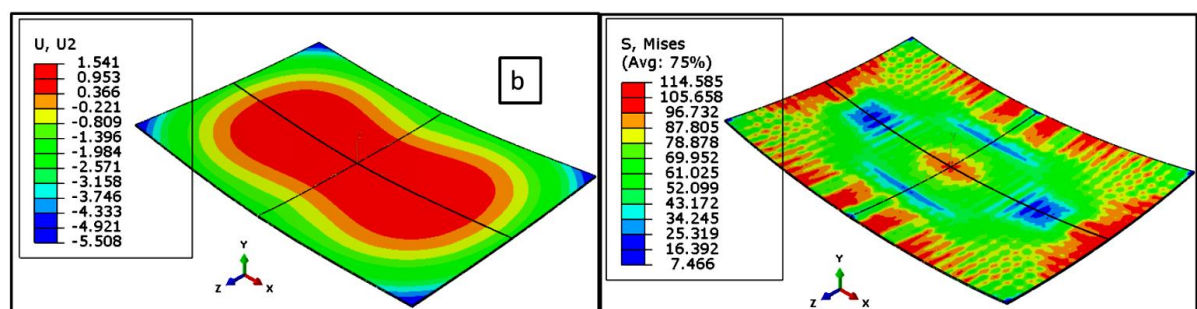 U, U2
1.541
0.953
0.366
-0.221
-0.809
-1.396
-1.984
-2.571
-3.158
-3.746
-4.333
-4.921
-5.508
b
Y
Z
X
S, Mises
(Avg: 75%)
114.585
105.658
96.732
87.805
78.878
69.952
61.025
52.099
43.172
34.245
25.319
16.392
7.466
Y
Z
X